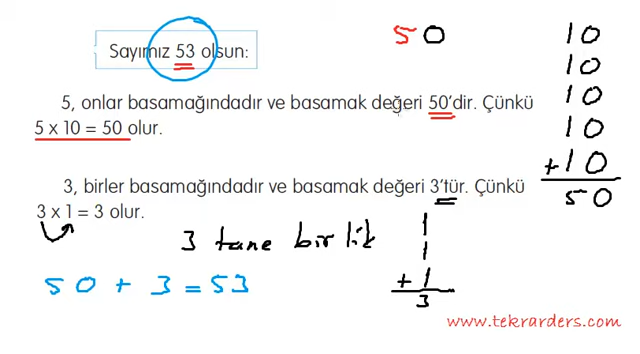 Sayımız 53 olsun:
50
5, onlar basamağındadır ve basamak değeri 50'dir. Çünkü
5 x 10 = 50 olur.
10
10
10
10
+10
50
3, birler basamağındadır ve basamak değeri 3'tür. Çünkü
3 x 1 = 3 olur.
3 tane birlik
1
1
+1
3
50 + 3 = 53
www.tekrarders.com